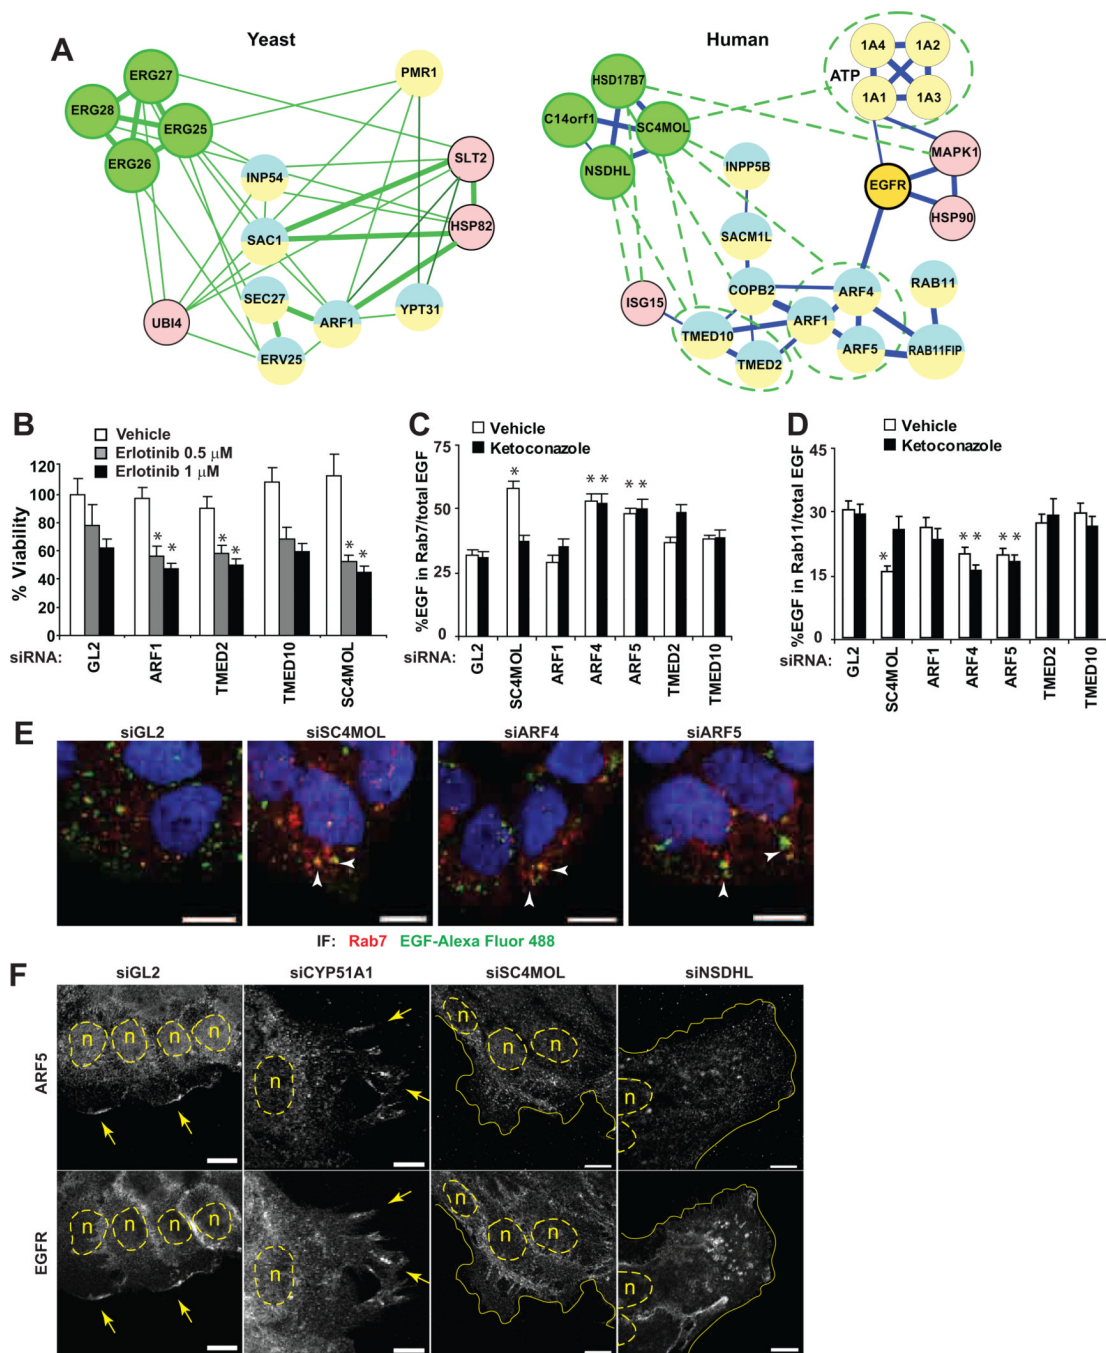 A
Yeast
Human
ERG27
ERG28
ERG25
ERG26
PMR1
SLT2
INP54
HSP82
SAC1
SEC27
UBI4
ARF1
YPT31
ERV25
1A4
1A2
ATP
1A1
1A3
HSD17B7
C14orf1
SC4MOL
NSDHL
MAPK1
INPP5B
EGFR
HSP90
SACM1L
COPB2
ARF4
RAB11
ISG15
TMED10
ARF1
ARF5
RAB11FIP
TMED2
B
Vehicle
Erlotinib 0.5 μM
Erlotinib 1 μM
% Viability
120
100
80
60
40
20
0
* * * * * *
siRNA:
GL2
ARF1
TMED2
TMED10
SC4MOL
C
Vehicle
Ketoconazole
%EGF in Rab7/total EGF
75
50
25
0
* * * * *
siRNA:
GL2
SC4MOL
ARF1
ARF4
ARF5
TMED2
TMED10
D
Vehicle
Ketoconazole
%EGF in Rab11/total EGF
45
30
15
0
* * * * *
siRNA:
GL2
SC4MOL
ARF1
ARF4
ARF5
TMED2
TMED10
E
siGL2 siSC4MOL siARF4 siARF5
IF: Rab7 EGF-Alexa Fluor 488
F
siGL2 siCYP51A1 siSC4MOL siNSDHL
ARF5
n n n n n n n n n
EGFR
n n n n n n n n n